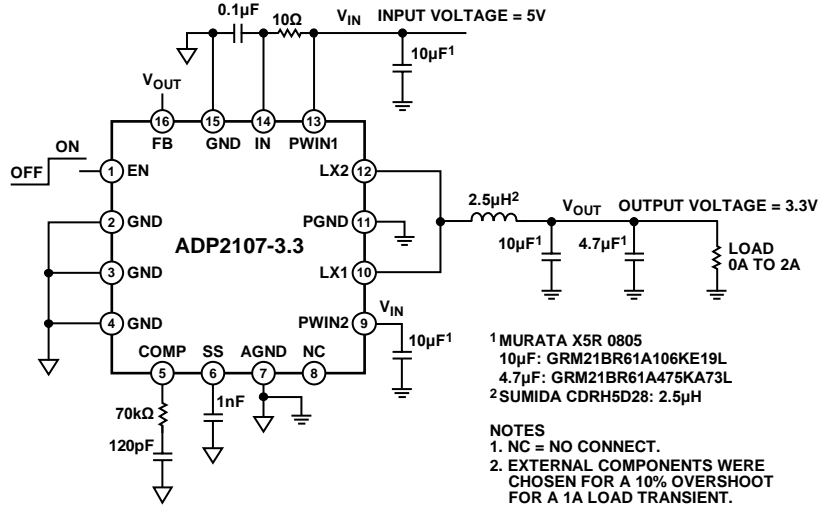 0.1µF
10Ω
VIN
INPUT VOLTAGE = 5V
10µF1
VOUT
16
15
14
13
FB
GND
IN
PWIN1
ON
OFF
1
EN
LX2
12
2
GND
PGND
11
ADP2107-3.3
3
GND
LX1
10
4
GND
PWIN2
9
VIN
10µF1
2.5µH2
VOUT
OUTPUT VOLTAGE = 3.3V
10µF1
4.7µF1
LOAD
0A TO 2A
COMP
SS
AGND
NC
5
6
7
8
70kΩ
1nF
120pF
1 MURATA X5R 0805
10µF: GRM21BR61A106KE19L
4.7µF: GRM21BR61A475KA73L
2 SUMIDA CDRH5D28: 2.5µH
NOTES
1. NC = NO CONNECT.
2. EXTERNAL COMPONENTS WERE
CHOSEN FOR A 10% OVERSHOOT
FOR A 1A LOAD TRANSIENT.